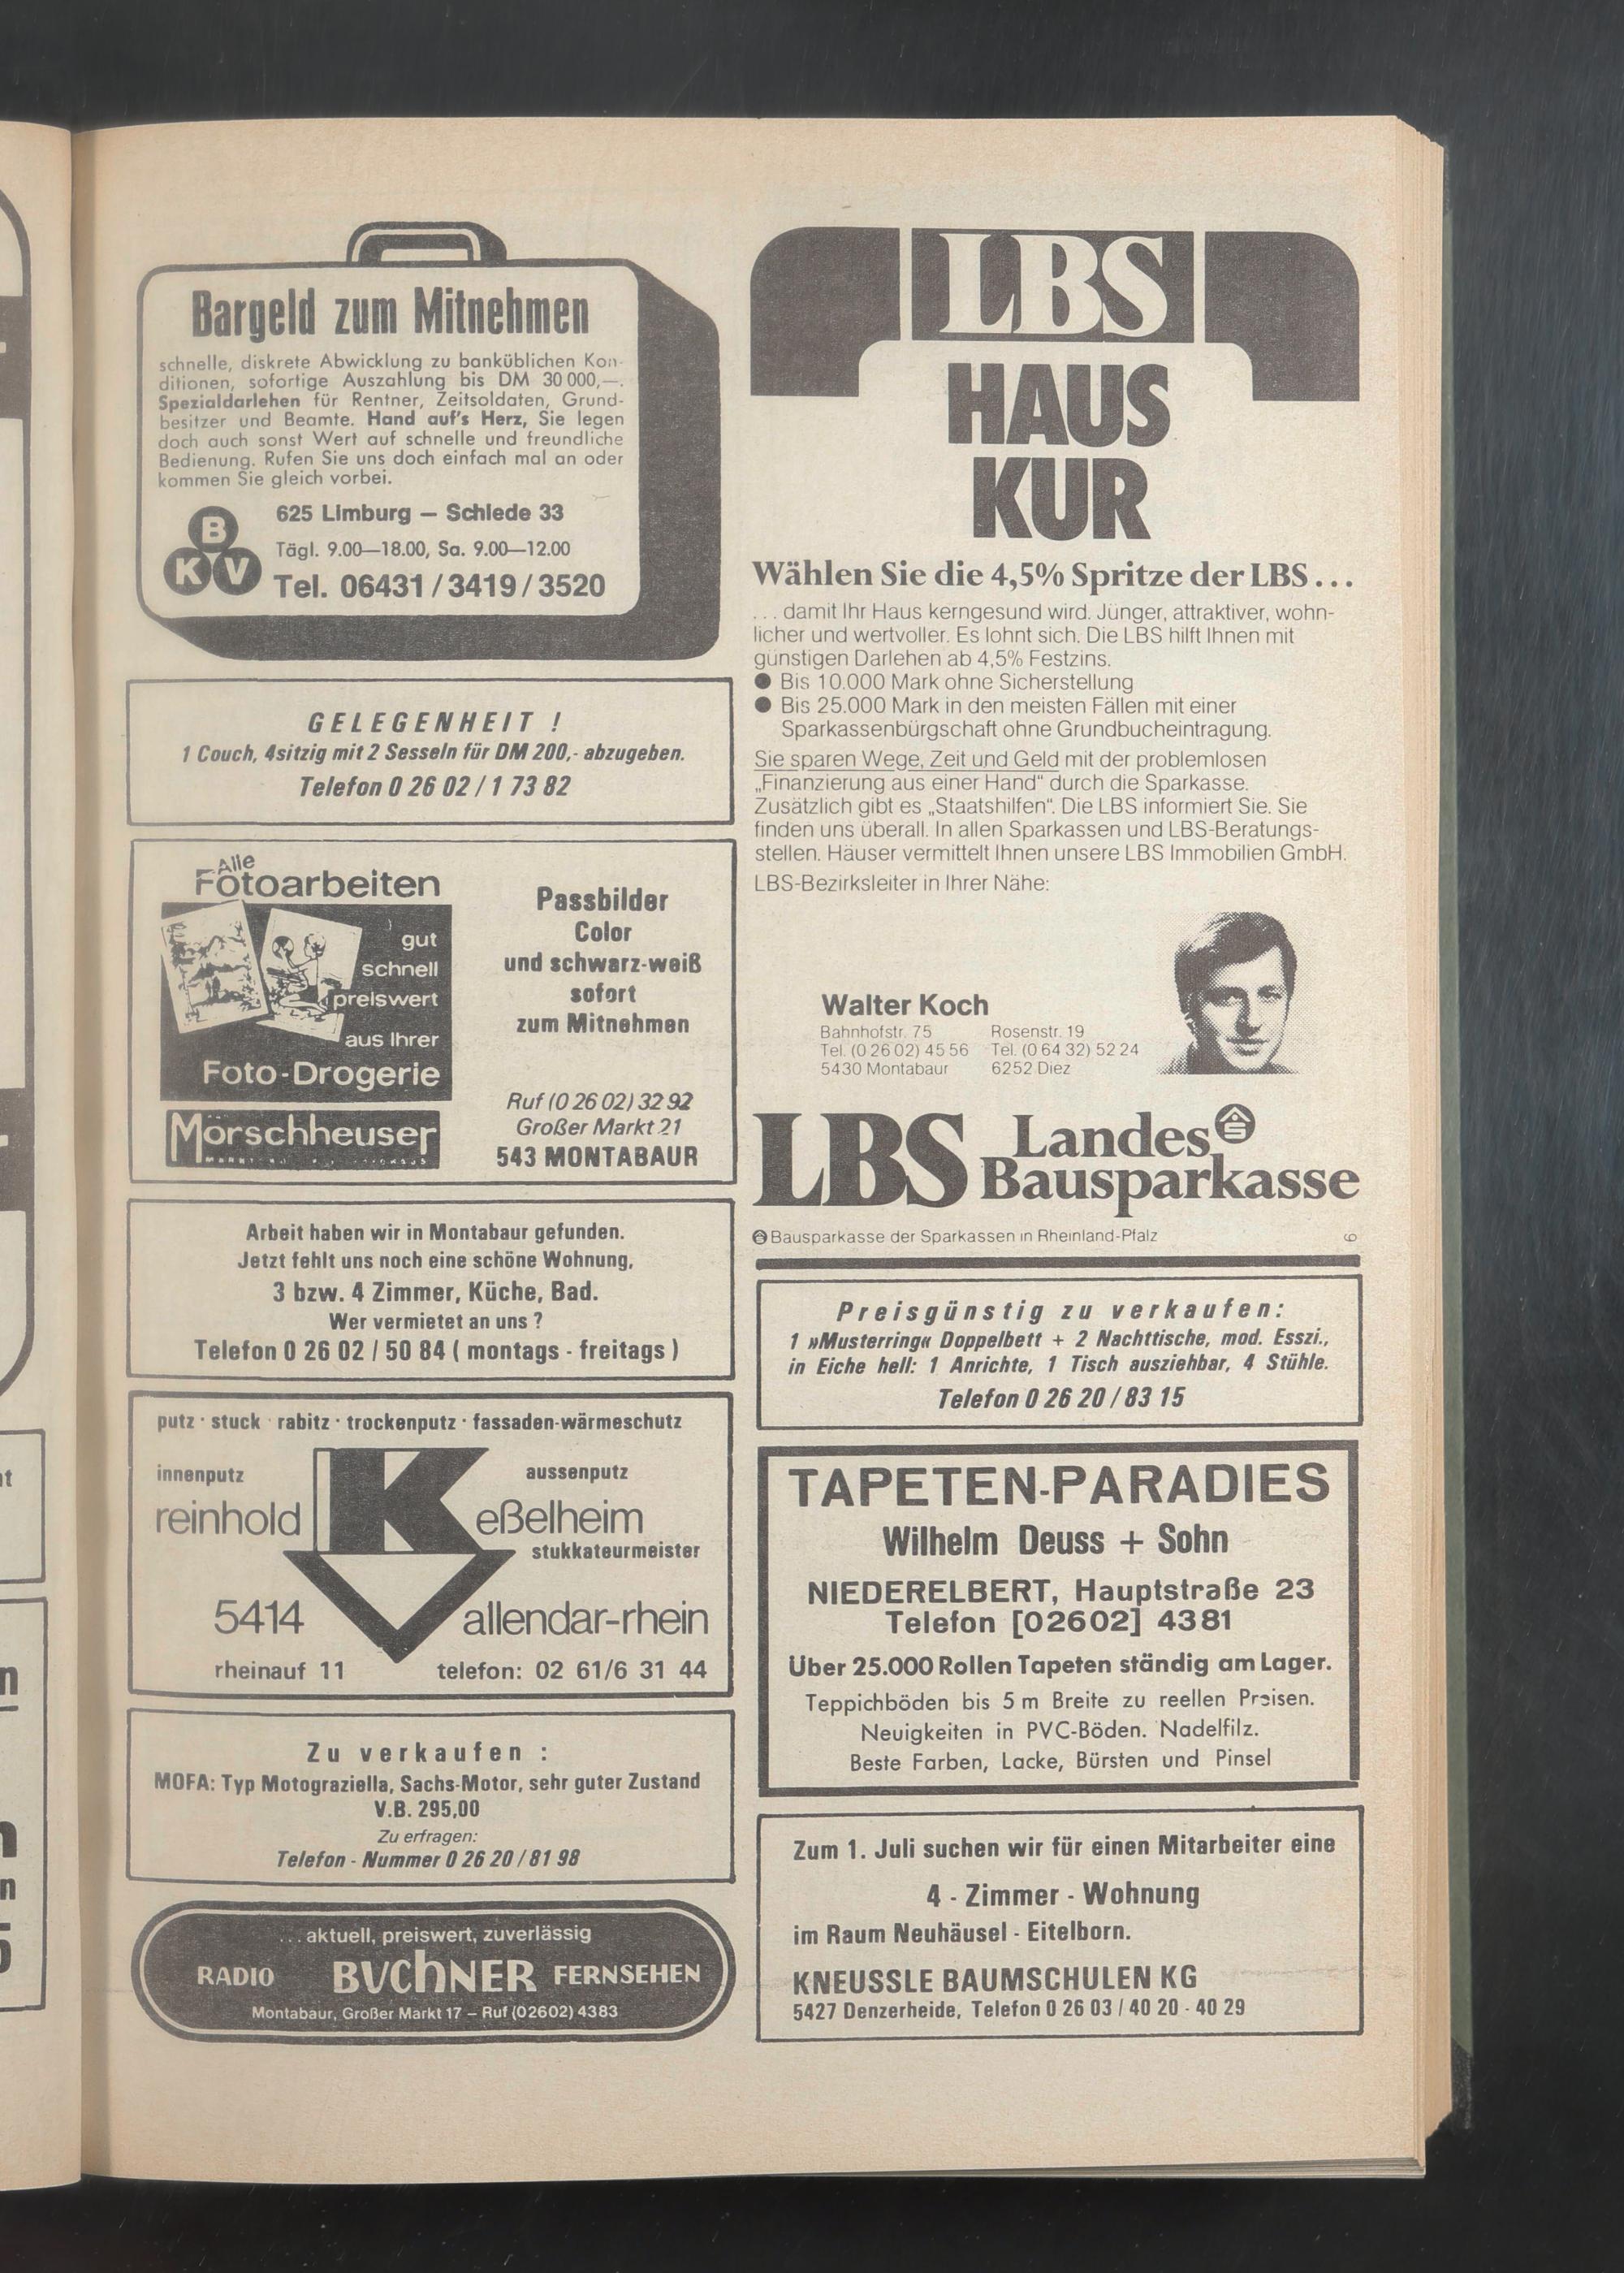 Bargeld zum Mitnehmen
schnelle, diskrete Abwicklung zu banküblichen Kon-
ditionen, sofortige Auszahlung bis DM 30 000,—.
Spezialdarlehen für Rentner, Zeitsoldaten, Grund-
besitzer und Beamte. Hand auf's Herz, Sie legen
doch auch sonst Wert auf schnelle und freundliche
Bedienung. Rufen Sie uns doch einfach mal an oder
kommen Sie gleich vorbei.
B
K V
625 Limburg — Schlede 33
Tägl. 9.00—18.00, Sa. 9.00—12.00
Tel. 06431/3419/3520
GELEGENHEIT !
1 Couch, 4sitzig mit 2 Sesseln für DM 200,- abzugeben.
Telefon 0 26 02 / 1 73 82
Alle
Fotoarbeiten
gut
schnell
preiswert
aus Ihrer
Foto-Drogerie
Mörschheuser
Passbilder
Color
und schwarz-weiß
sofort
zum Mitnehmen
Ruf (0 26 02) 32 92
Großer Markt 21
543 MONTABAUR
Arbeit haben wir in Montabaur gefunden.
Jetzt fehlt uns noch eine schöne Wohnung,
3 bzw. 4 Zimmer, Küche, Bad.
Wer vermietet an uns ?
Telefon 0 26 02 / 50 84 ( montags - freitags )
putz · stuck · rabitz · trockenputz · fassaden-wärmeschutz
innenputz aussenputz
reinhold Keßelheim
stukkateurmeister
5414 Vallendar-rhein
rheinauf 11 telefon: 02 61/6 31 44
Zu verkaufen :
MOFA: Typ Motograziella, Sachs-Motor, sehr guter Zustand
V.B. 295,00
Zu erfragen:
Telefon - Nummer 0 26 20 / 81 98
... aktuell, preiswert, zuverlässig
RADIO BUCHNER FERNSEHEN
Montabaur, Großer Markt 17 – Ruf (02602) 4383
LBS
HAUS
KUR
Wählen Sie die 4,5% Spritze der LBS ...
... damit Ihr Haus kerngesund wird. Jünger, attraktiver, wohn-
licher und wertvoller. Es lohnt sich. Die LBS hilft Ihnen mit
günstigen Darlehen ab 4,5% Festzins.
● Bis 10.000 Mark ohne Sicherstellung
● Bis 25.000 Mark in den meisten Fällen mit einer
Sparkassenbürgschaft ohne Grundbucheintragung.
Sie sparen Wege, Zeit und Geld mit der problemlosen
„Finanzierung aus einer Hand“ durch die Sparkasse.
Zusätzlich gibt es „Staatshilfen“. Die LBS informiert Sie. Sie
finden uns überall. In allen Sparkassen und LBS-Beratungs-
stellen. Häuser vermittelt Ihnen unsere LBS Immobilien GmbH.
LBS-Bezirksleiter in Ihrer Nähe:
Walter Koch
Bahnhofstr. 75 Rosenstr. 19
Tel. (0 26 02) 45 56 Tel. (0 64 32) 52 24
5430 Montabaur 6252 Diez
LBS Landes
Bausparkasse
Bausparkasse der Sparkassen in Rheinland-Pfalz
Preisgünstig zu verkaufen:
1 »Musterring« Doppelbett + 2 Nachttische, mod. Esszi.,
in Eiche hell: 1 Anrichte, 1 Tisch ausziehbar, 4 Stühle.
Telefon 0 26 20 / 83 15
TAPETEN-PARADIES
Wilhelm Deuss + Sohn
NIEDERELBERT, Hauptstraße 23
Telefon [02602] 4381
Über 25.000 Rollen Tapeten ständig am Lager.
Teppichböden bis 5 m Breite zu reellen Preisen.
Neuigkeiten in PVC-Böden. Nadelfilz.
Beste Farben, Lacke, Bürsten und Pinsel
Zum 1. Juli suchen wir für einen Mitarbeiter eine
4 - Zimmer - Wohnung
im Raum Neuhäusel - Eitelborn.
KNEUSSLE BAUMSCHULEN KG
5427 Denzerheide, Telefon 0 26 03 / 40 20 - 40 29